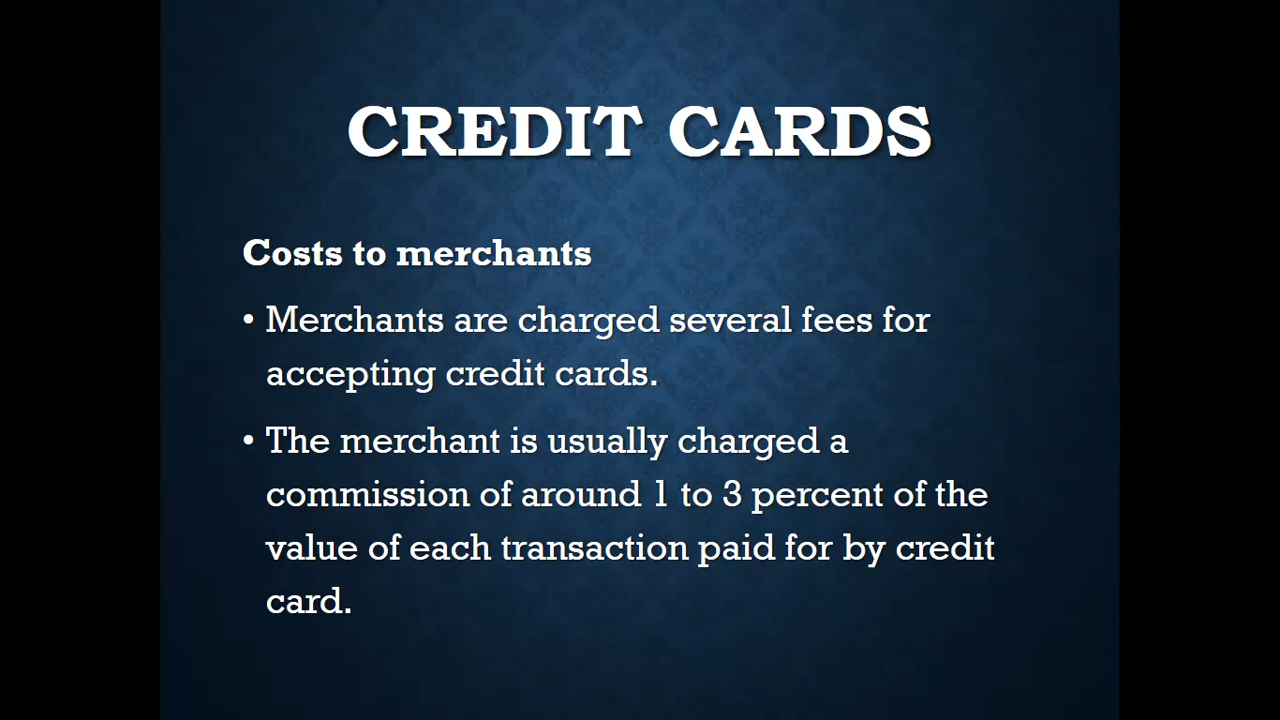 CREDIT CARDS
Costs to merchants
• Merchants are charged several fees for
accepting credit cards.
• The merchant is usually charged a
commission of around 1 to 3 percent of the
value of each transaction paid for by credit
card.